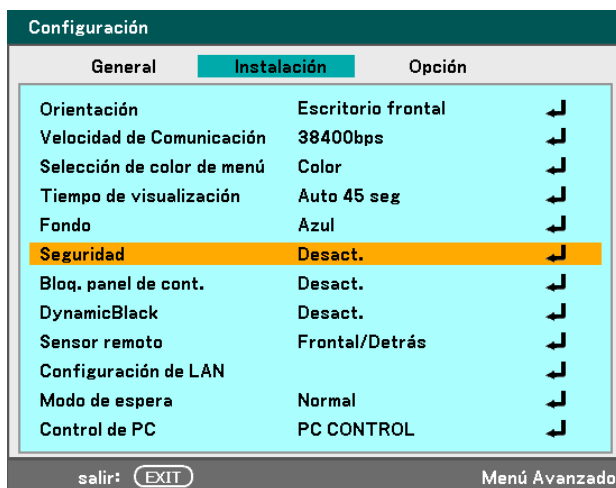 Configuración
General Instalación Opción
Orientación Escritorio frontal
Velocidad de Comunicación 38400bps
Selección de color de menú Color
Tiempo de visualización Auto 45 seg
Fondo Azul
Seguridad Desact.
Bloq. panel de cont. Desact.
DynamicBlack Desact.
Sensor remoto Frontal/Detrás
Configuración de LAN
Modo de espera Normal
Control de PC PC CONTROL
salir: EXIT Menú Avanzado